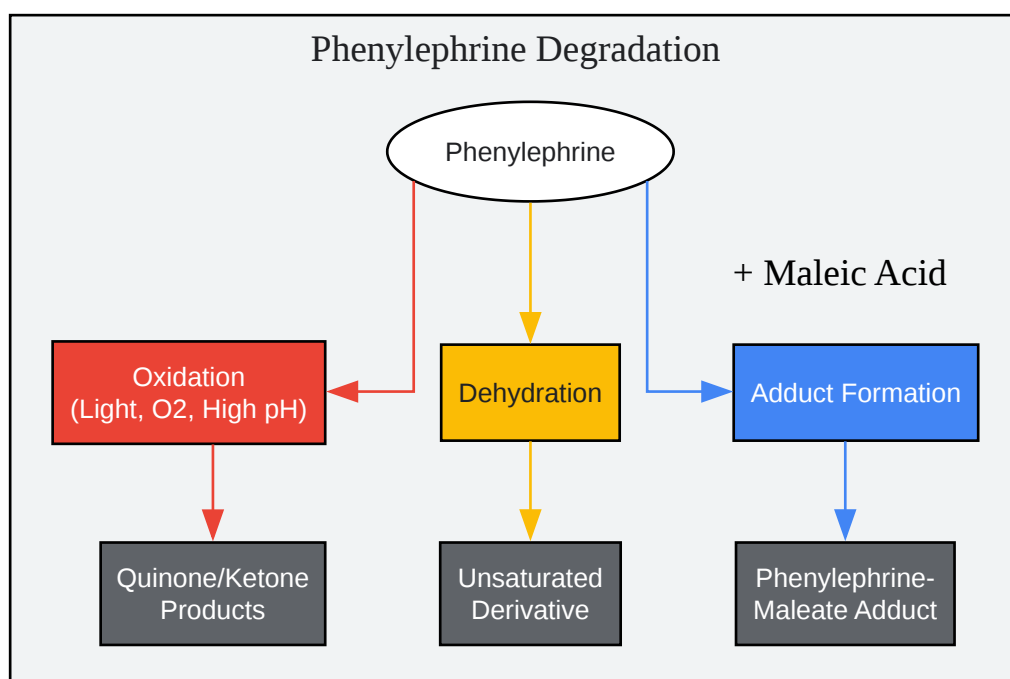 Phenylephrine Degradation
Phenylephrine
+ Maleic Acid
Oxidation
(Light, O2, High pH)
Dehydration
Adduct Formation
Quinone/Ketone
Products
Unsaturated
Derivative
Phenylephrine-
Maleate Adduct